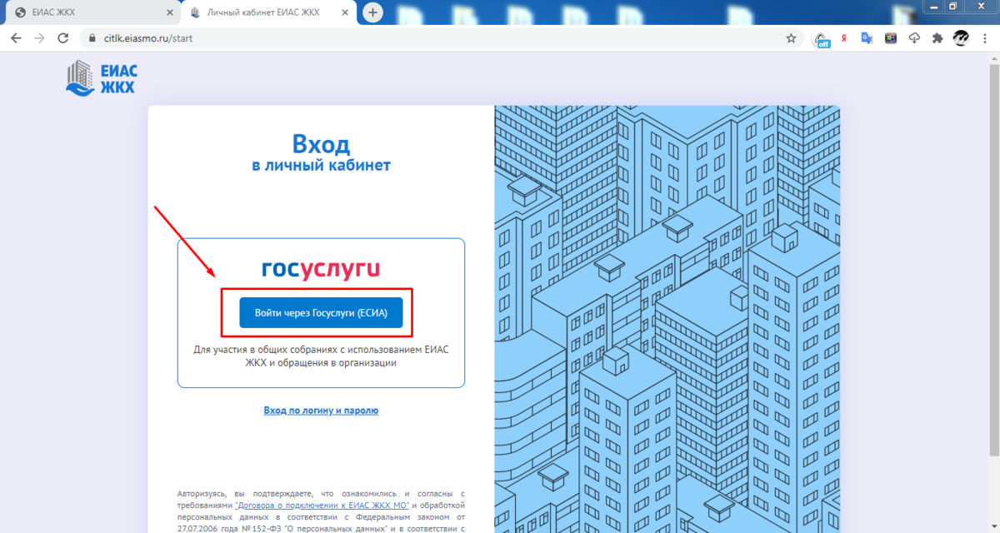 ЕИАС ЖКХ
Личный кабинет ЕИАС ЖКХ
citlk.eiasmo.ru/start
off
Я
ЕИАС
ЖКХ
Вход
в личный кабинет
госуслуги
Войти через Госуслуги (ЕСИА)
Для участия в общих собраниях с использованием ЕИАС
ЖКХ и обращения в организации
Вход по логину и паролю
Авторизуясь, вы подтверждаете, что ознакомились и согласны с
требованиями "Договора о подключении к ЕИАС ЖКХ МО" и обработкой
персональных данных в соответствии с Федеральным законом от
27.07.2006 года №152-ФЗ "О персональных данных" и в соответствии с